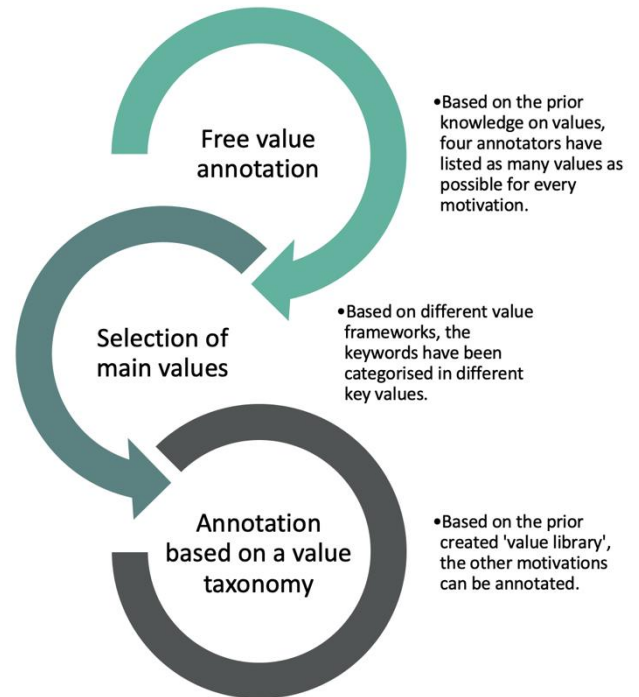 Free value
annotation
•Based on the prior
knowledge on values,
four annotators have
listed as many values as
possible for every
motivation.
Selection of
main values
•Based on different value
frameworks, the
keywords have been
categorised in different
key values.
Annotation
based on a value
taxonomy
•Based on the prior
created 'value library',
the other motivations
can be annotated.